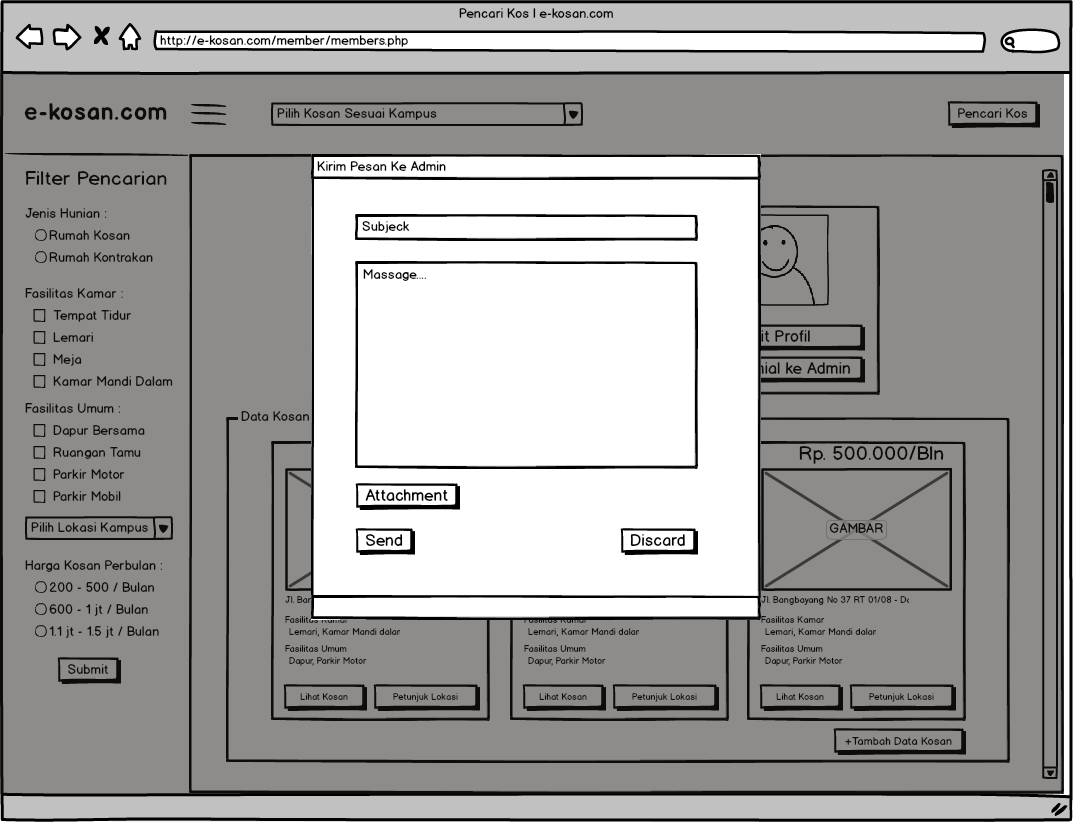 Pencari Kos | e-kosan.com
http://e-kosan.com/member/members.php
e-kosan.com
Pilih Kosan Sesuai Kampus
Pencari Kos
Filter Pencarian
Jenis Hunian :
Rumah Kosan
Rumah Kontrakan
Fasilitas Kamar :
Tempat Tidur
Lemari
Meja
Kamar Mandi Dalam
Fasilitas Umum :
Dapur Bersama
Ruangan Tamu
Parkir Motor
Parkir Mobil
Pilih Lokasi Kampus
Harga Kosan Perbulan :
200 - 500 / Bulan
600 - 1 jt / Bulan
1.1 jt - 1.5 jt / Bulan
Submit
Kirim Pesan Ke Admin
Subjeck
Massage....
Attachment
Send
Discard
it Profil
ke Admin
Data Kosan
Rp. 500.000/Bln
GAMBAR
Jl. Bangbayang No 37 RT 01/08 - Do
Fasilitas Kamar
Lemari, Kamar Mandi dalar
Fasilitas Umum
Dapur, Parkir Motor
Lihat Kosan
Petunjuk Lokasi
Fasilitas Kamar
Lemari, Kamar Mandi dalar
Fasilitas Umum
Dapur, Parkir Motor
Lihat Kosan
Petunjuk Lokasi
Fasilitas Kamar
Lemari, Kamar Mandi dalar
Fasilitas Umum
Dapur, Parkir Motor
Lihat Kosan
Petunjuk Lokasi
+Tambah Data Kosan